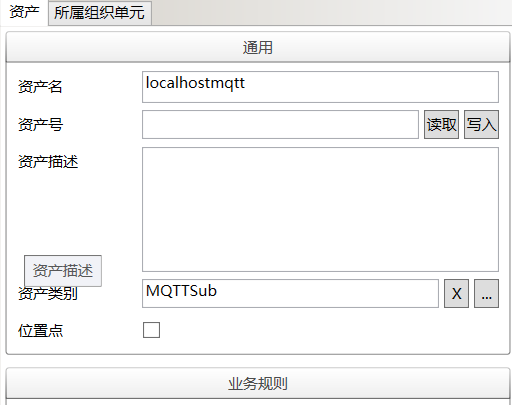 资产 所属组织单元
通用
资产名 localhostmqtt
资产号 读取 写入
资产描述
资产描述
资产类别 MQTTSub X ...
位置点
业务规则